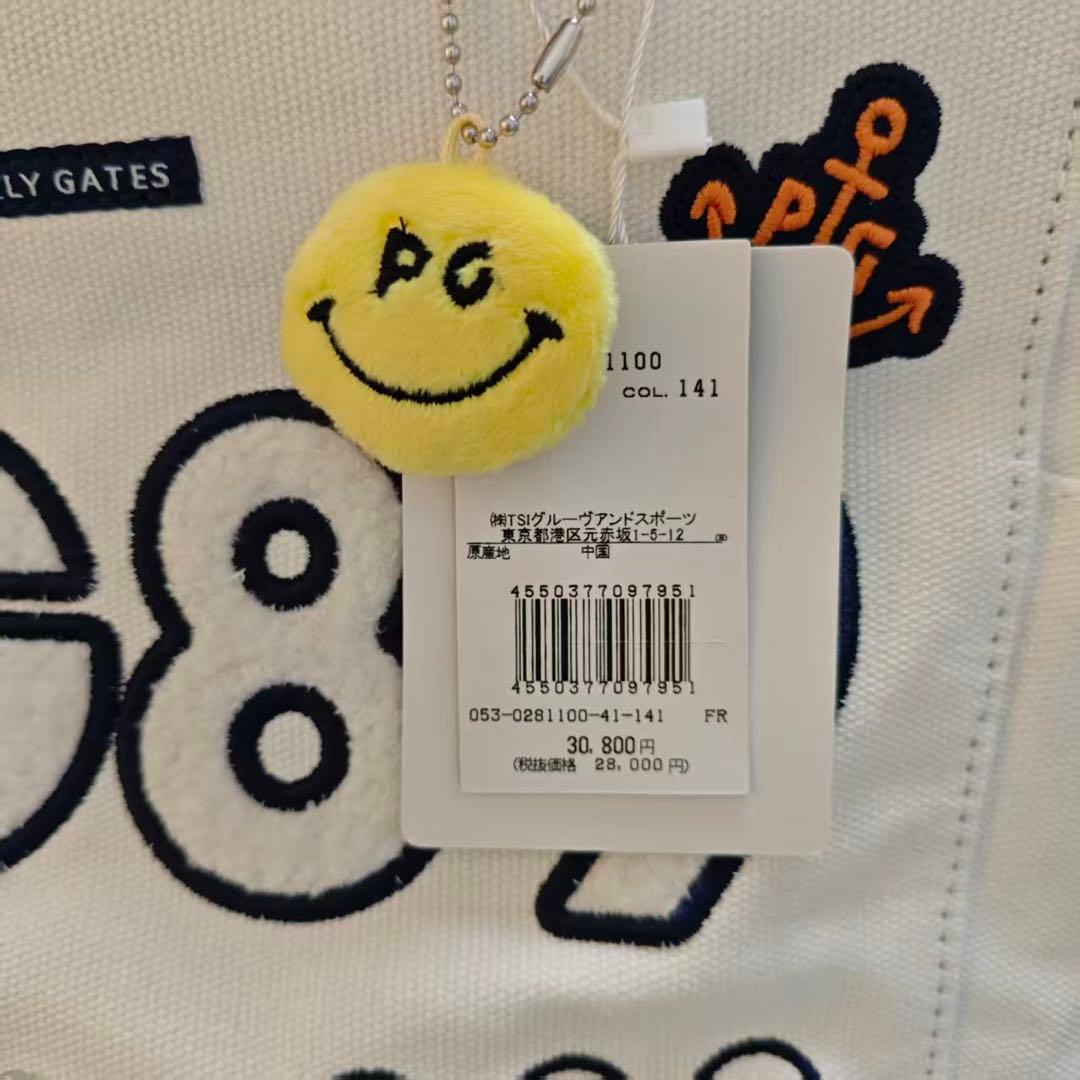 LY GATES
PG
PG
1100
COL. 141
㈱TSIグルーヴアンドスポーツ
東京都港区元赤坂1-5-12
原産地 中国
4550377097951
4550377097951
053-0281100-41-141 FR
30,800円
(税抜価格 28,000円)
8